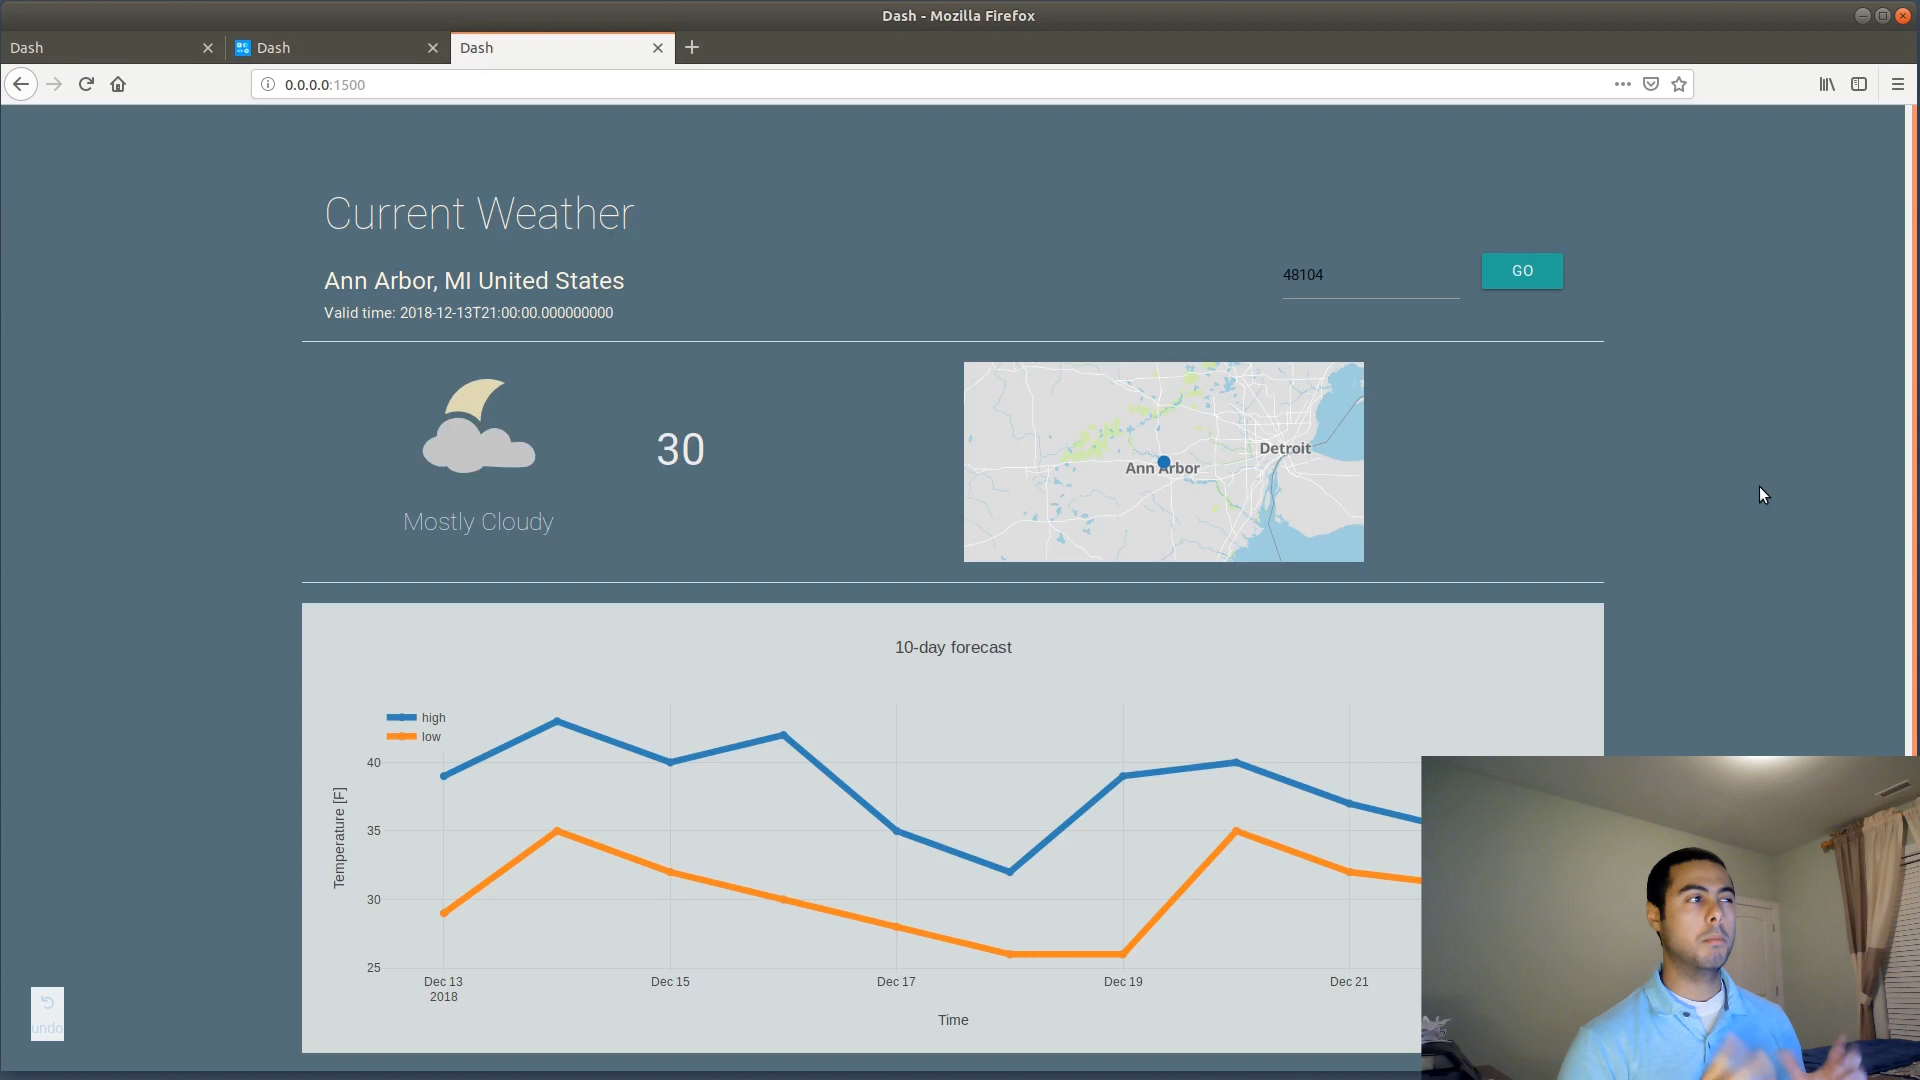 Dash - Mozilla Firefox
Dash
Dash
Dash
0.0.0.0:1500
Current Weather
Ann Arbor, MI United States
Valid time: 2018-12-13T21:00:00.000000000
48104
GO
30
Mostly Cloudy
Detroit
Ann Arbor
10-day forecast
high
low
Temperature [F]
40
35
30
25
Dec 13
2018
Dec 15
Dec 17
Dec 19
Dec 21
Time
undo